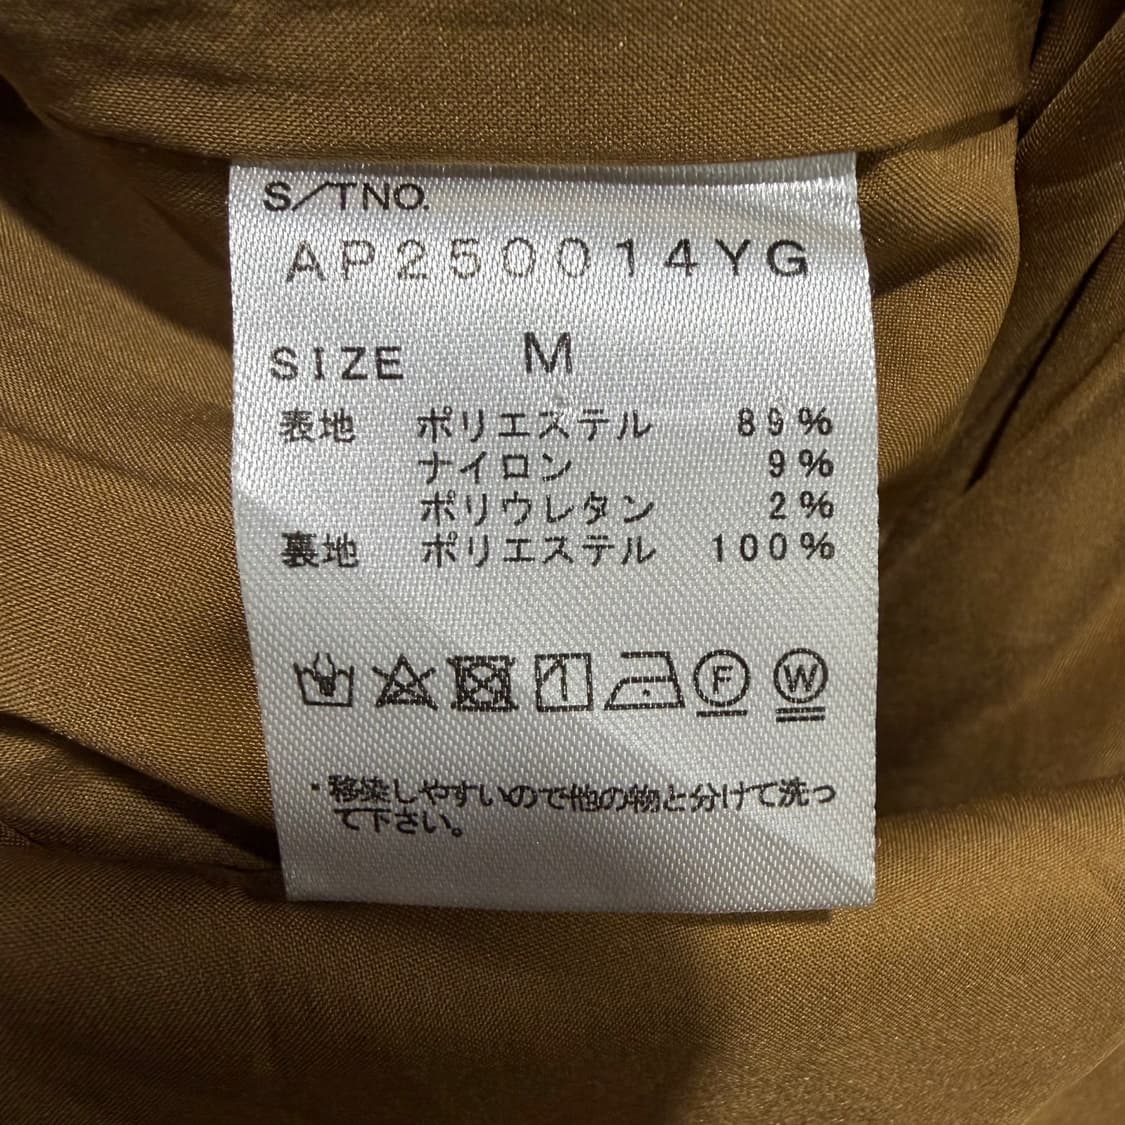 S/TNO.
AP250014YG
SIZE M
表地 ポリエステル 89%
ナイロン 9%
ポリウレタン 2%
裏地 ポリエステル 100%
F W
・移染しやすいので他の物と分けて洗っ
て下さい。